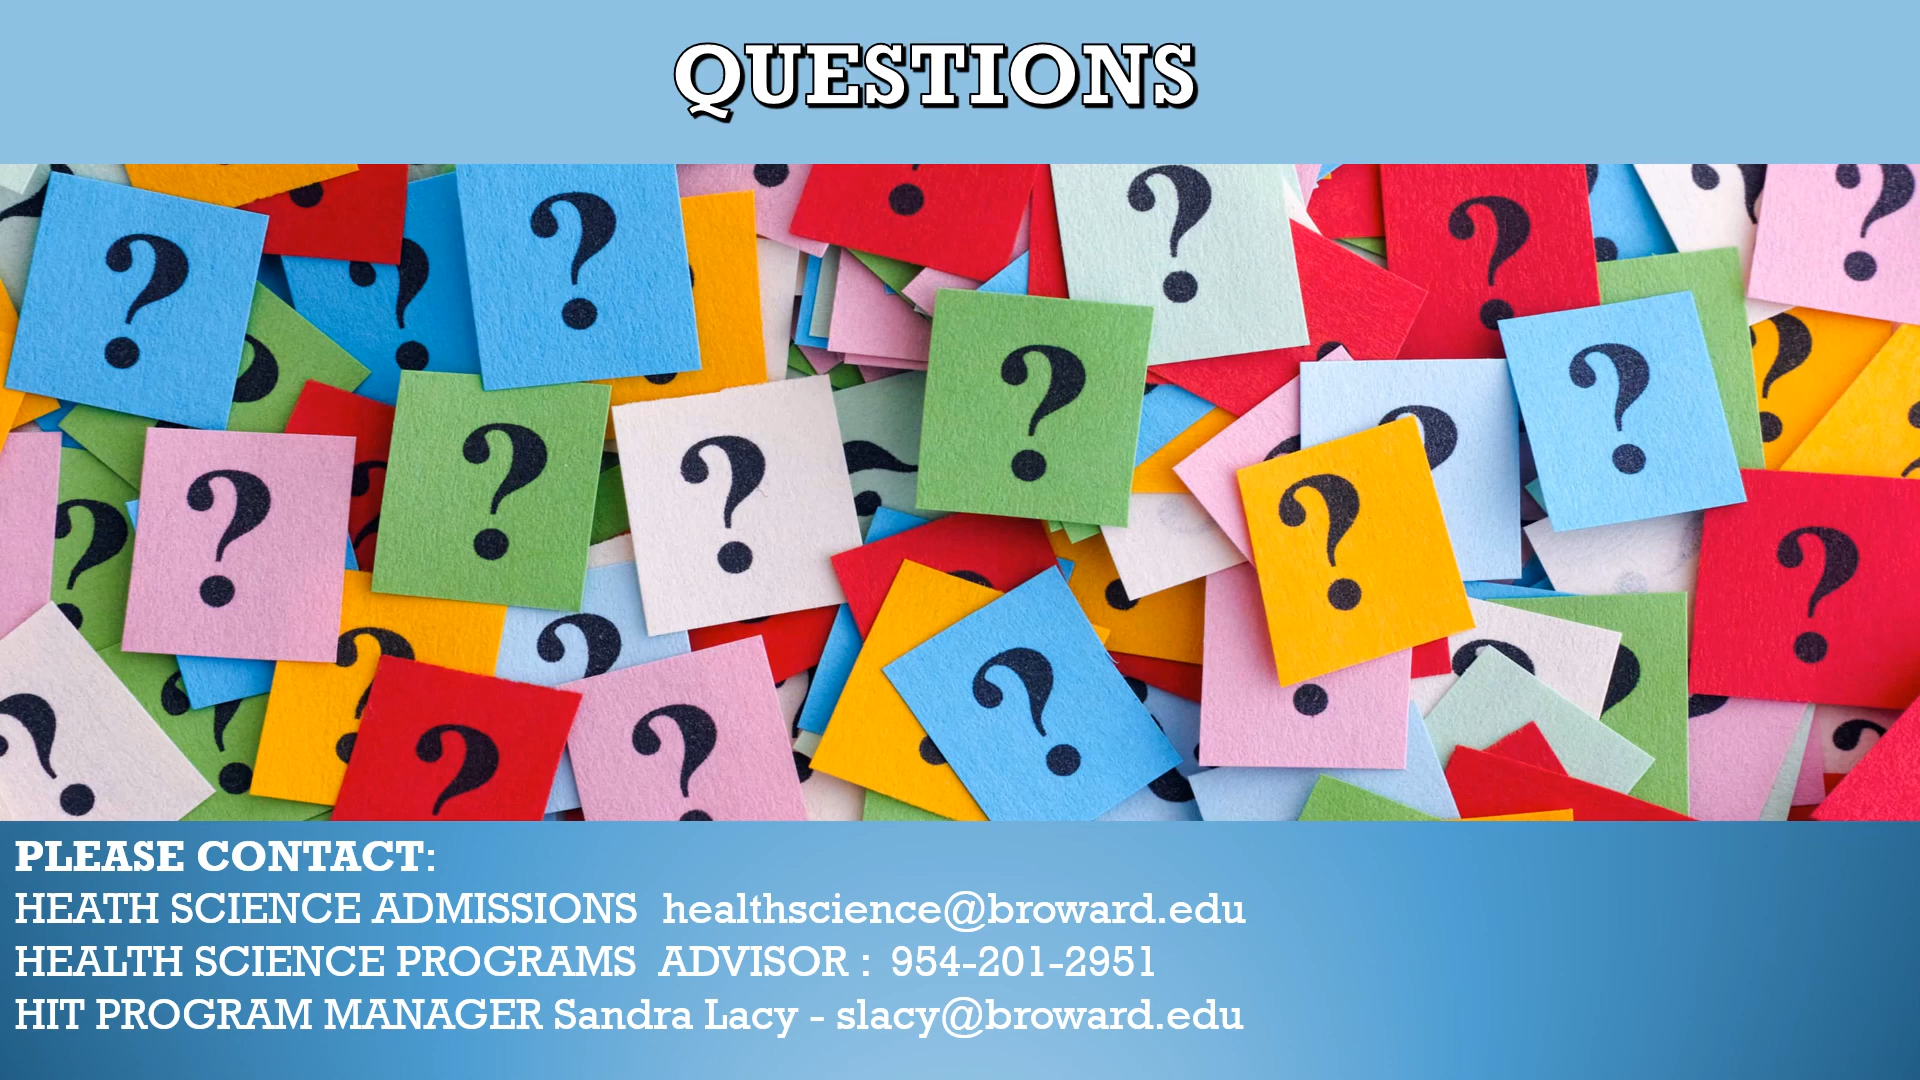 QUESTIONS
PLEASE CONTACT:
HEATH SCIENCE ADMISSIONS healthscience@broward.edu
HEALTH SCIENCE PROGRAMS ADVISOR : 954-201-2951
HIT PROGRAM MANAGER Sandra Lacy - slacy@broward.edu